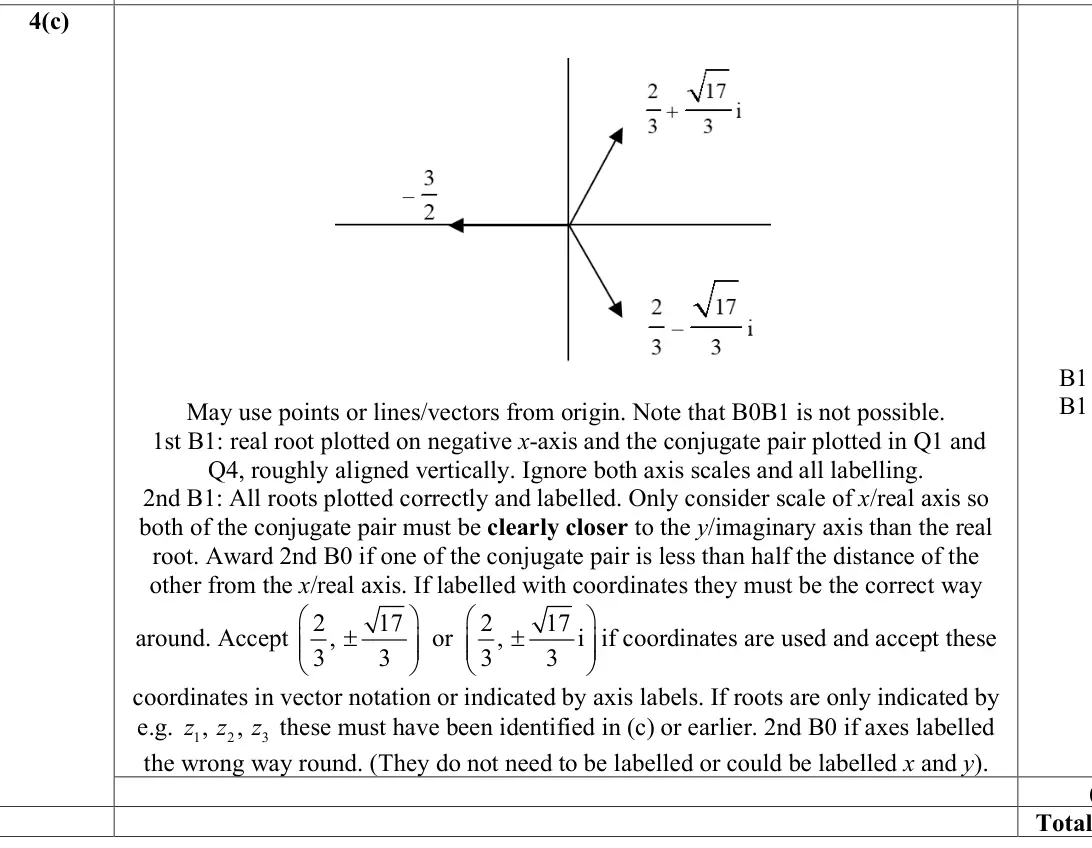 4(c)
2/3 + √17/3 i
– 3/2
2/3 – √17/3 i
B1
May use points or lines/vectors from origin. Note that B0B1 is not possible.
B1
1st B1: real root plotted on negative x-axis and the conjugate pair plotted in Q1 and
Q4, roughly aligned vertically. Ignore both axis scales and all labelling.
2nd B1: All roots plotted correctly and labelled. Only consider scale of x/real axis so
both of the conjugate pair must be clearly closer to the y/imaginary axis than the real
root. Award 2nd B0 if one of the conjugate pair is less than half the distance of the
other from the x/real axis. If labelled with coordinates they must be the correct way
around. Accept (2/3, ± √17/3) or (2/3, ± √17/3 i) if coordinates are used and accept these
coordinates in vector notation or indicated by axis labels. If roots are only indicated by
e.g. z₁, z₂, z₃ these must have been identified in (c) or earlier. 2nd B0 if axes labelled
the wrong way round. (They do not need to be labelled or could be labelled x and y).
(
Total